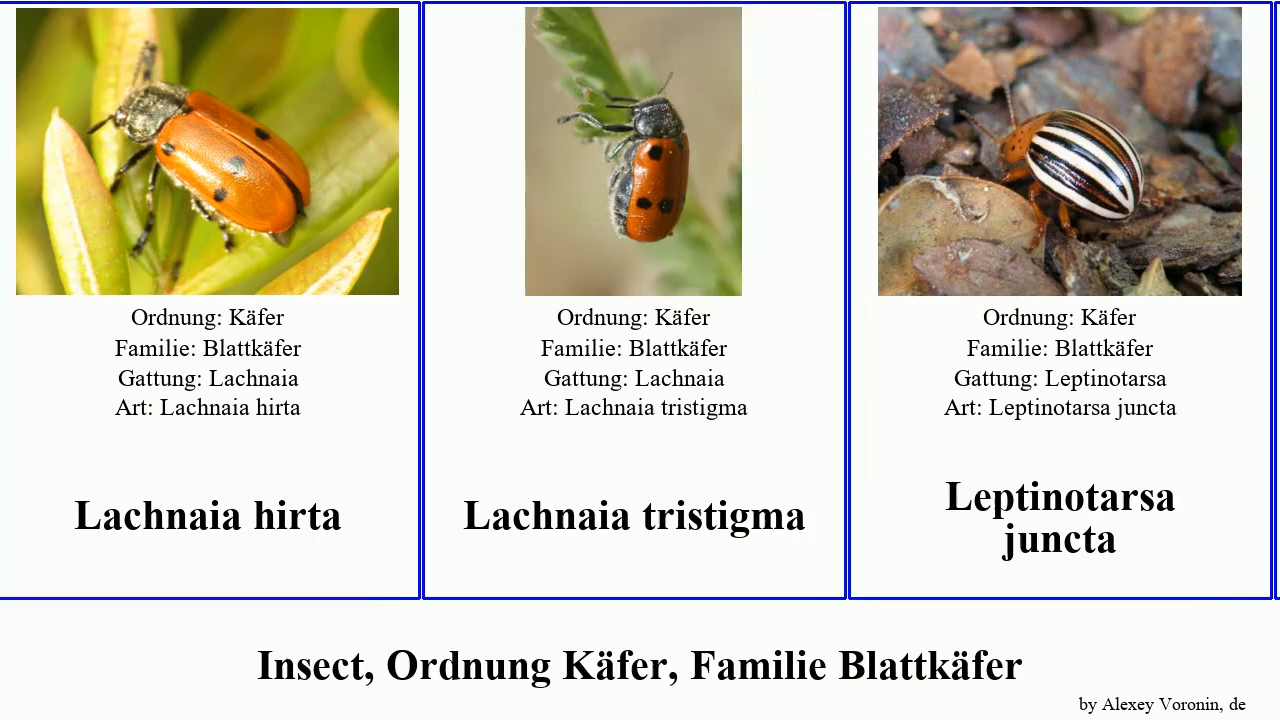 Ordnung: Käfer
Familie: Blattkäfer
Gattung: Lachnaia
Art: Lachnaia hirta
Lachnaia hirta
Ordnung: Käfer
Familie: Blattkäfer
Gattung: Lachnaia
Art: Lachnaia tristigma
Lachnaia tristigma
Ordnung: Käfer
Familie: Blattkäfer
Gattung: Leptinotarsa
Art: Leptinotarsa juncta
Leptinotarsa
juncta
Insect, Ordnung Käfer, Familie Blattkäfer
by Alexey Voronin, de